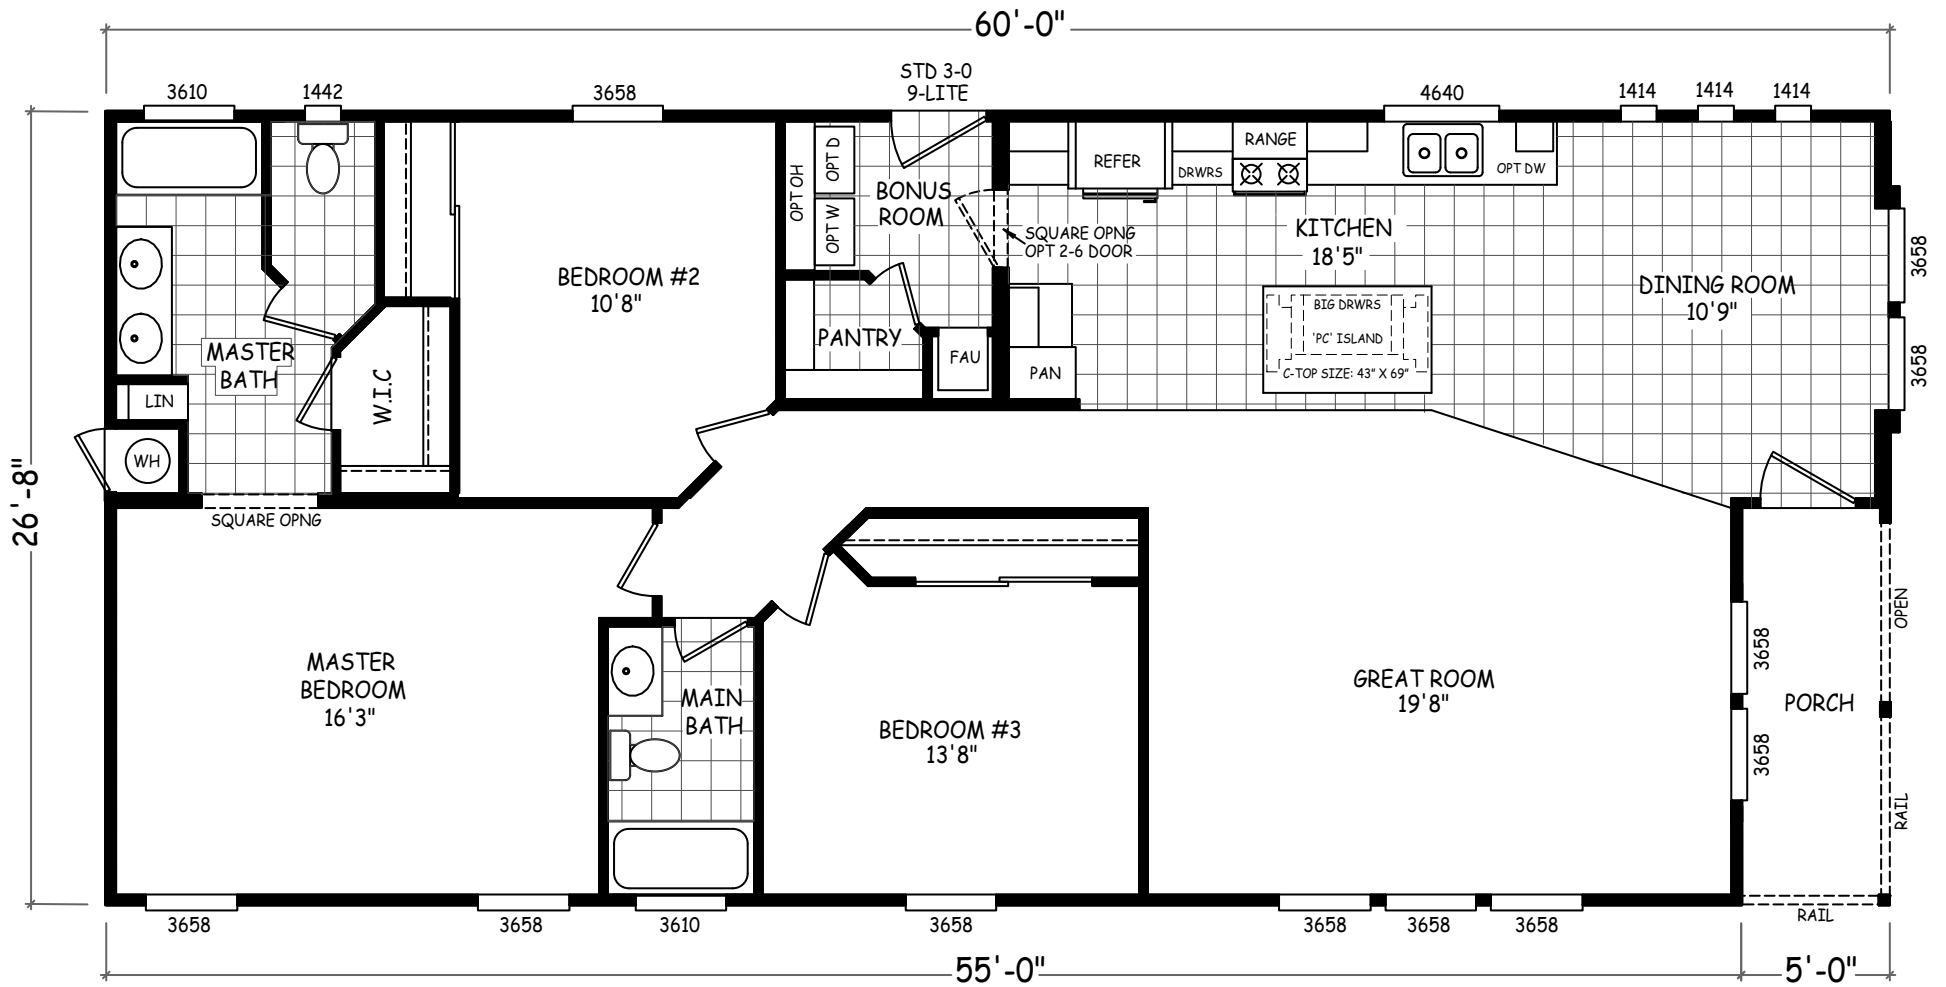 60'-0"
STD 3-0
9-LITE
3610
1442
3658
4640
1414
1414
1414
OPT OH
OPT D
OPT W
BONUS
ROOM
REFER
DRWRS
RANGE
OPT DW
SQUARE OPNG
OPT 2-6 DOOR
KITCHEN
18'5"
BEDROOM #2
10'8"
DINING ROOM
10'9"
3658
3658
BIG DRWRS
'PC' ISLAND
C-TOP SIZE: 43" X 69"
PANTRY
FAU
PAN
MASTER
BATH
W.I.C
LIN
WH
SQUARE OPNG
26'-8"
MASTER
BEDROOM
16'3"
MAIN
BATH
BEDROOM #3
13'8"
GREAT ROOM
19'8"
3658
3658
PORCH
OPEN
RAIL
RAIL
3658
3658
3610
3658
3658
3658
3658
55'-0"
5'-0"